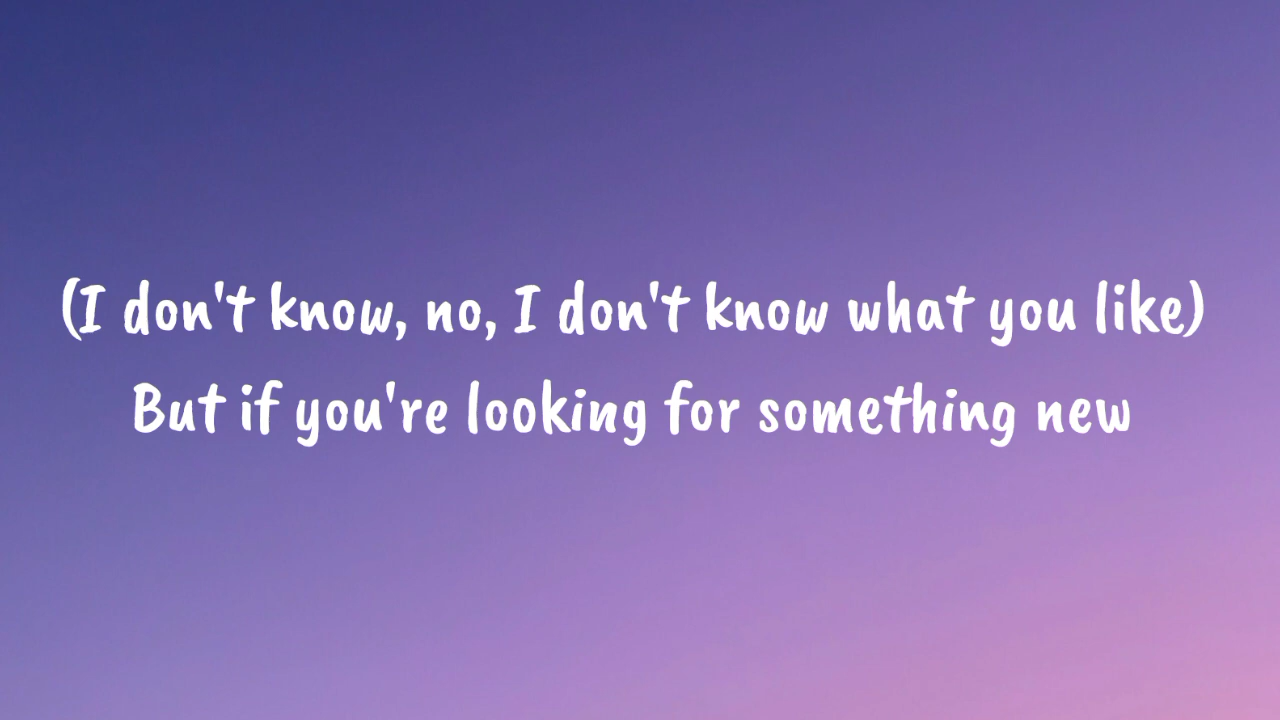 (I don't know, no, I don't know what you like)
But if you're looking for something new